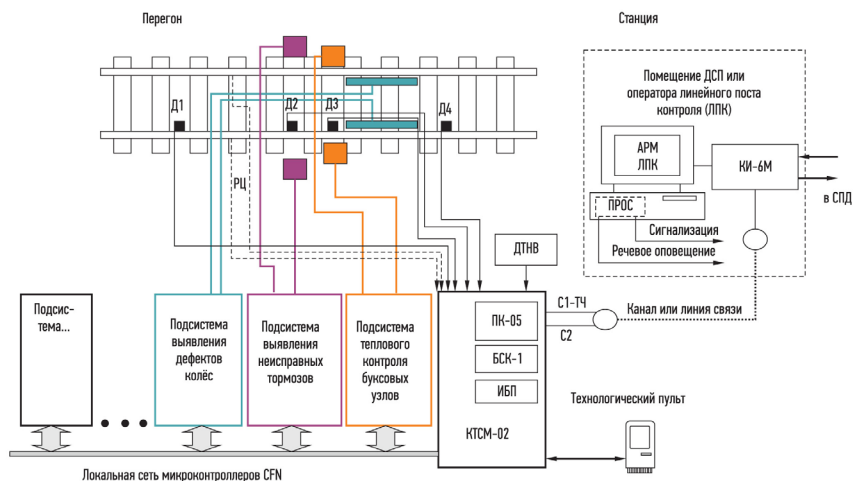 Перегон
Станция
Д1
Д2
Д3
Д4
РЦ
Помещение ДСП или
оператора линейного поста
контроля (ЛПК)
АРМ
ЛПК
КИ-6М
в СПД
ПРОС
Сигнализация
Речевое оповещение
ДТНВ
Подсис-
тема...
Подсистема
выявления
дефектов
колёс
Подсистема
выявления
неисправных
тормозов
Подсистема
теплового
контроля
буксовых
узлов
ПК-05
БСК-1
ИБП
КТСМ-02
С1-ТЧ
С2
Канал или линия связи
Технологический пульт
Локальная сеть микроконтроллеров CFN